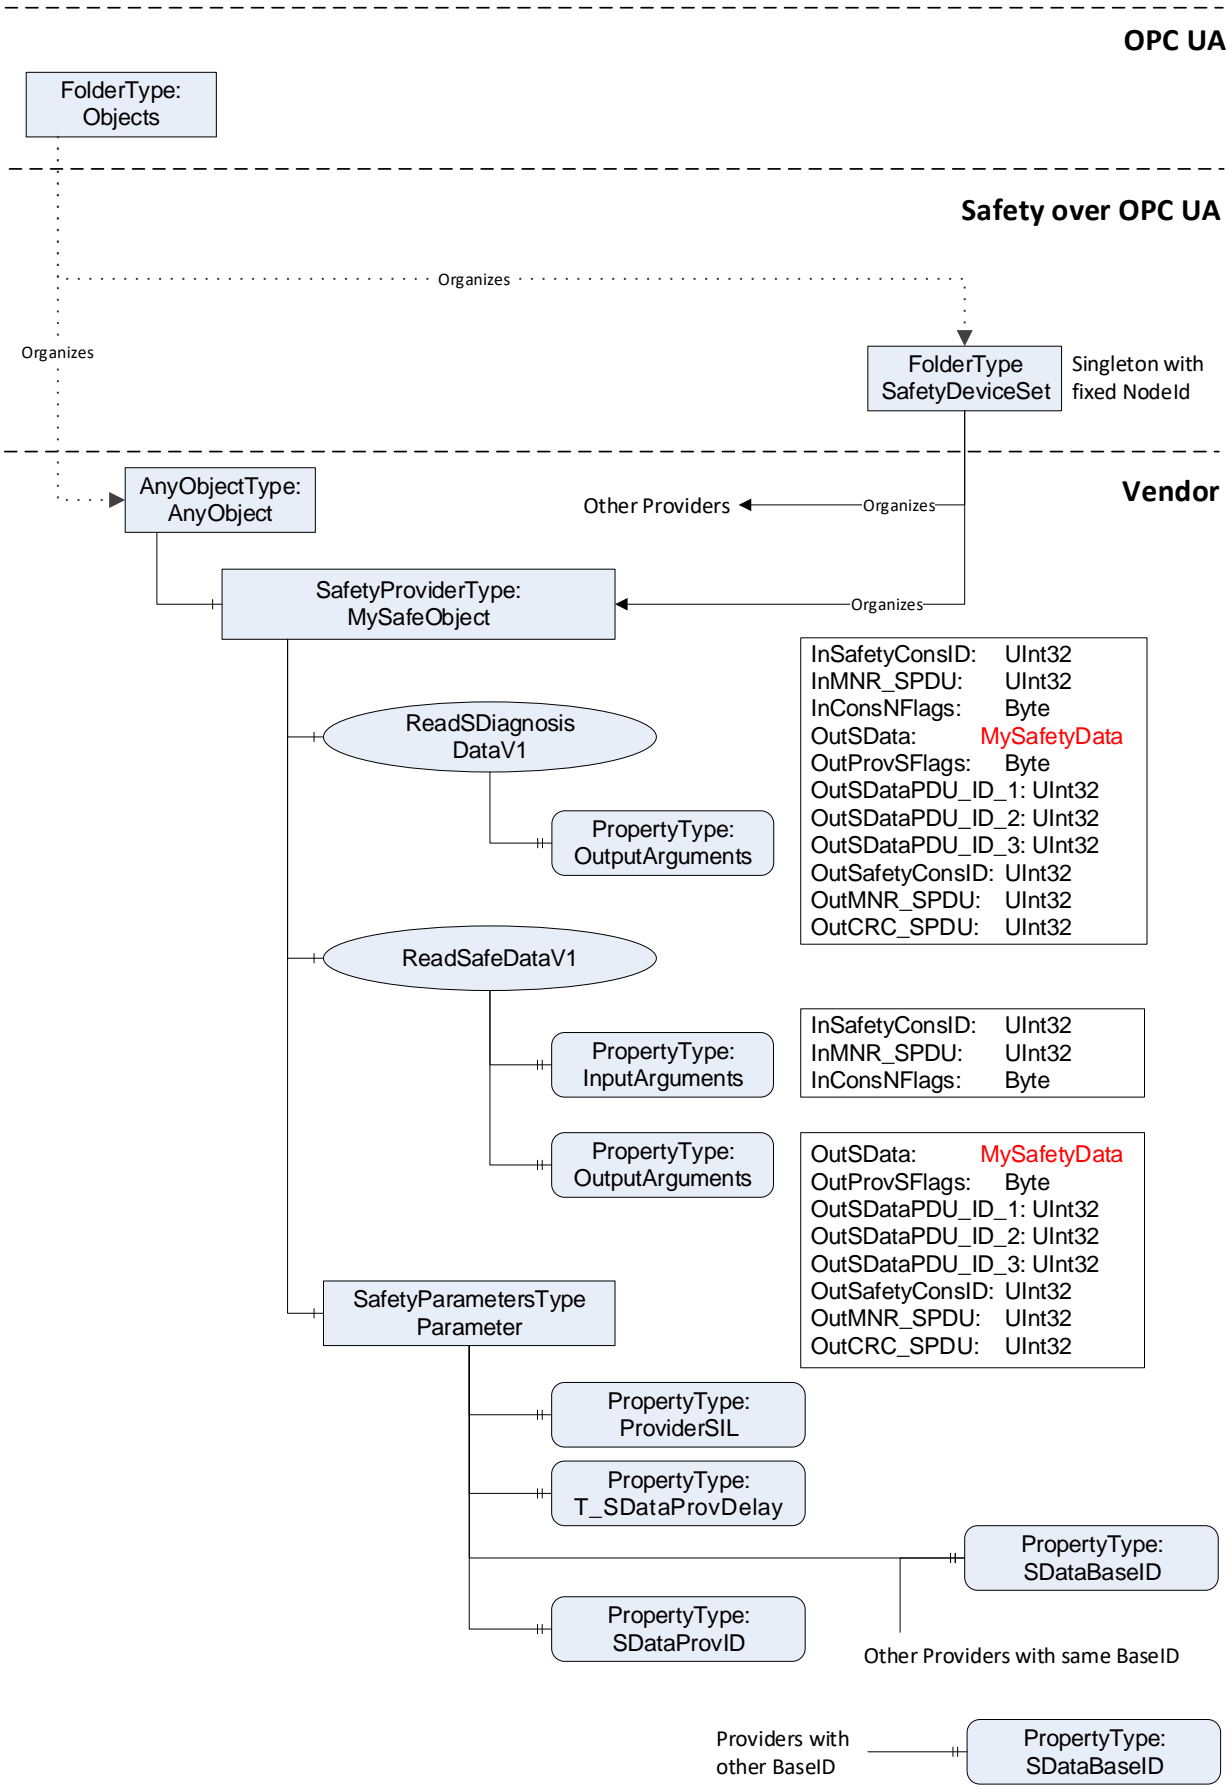 OPC UA
FolderType:
Objects
Safety over OPC UA
Organizes
Organizes
FolderType
SafetyDeviceSet
Singleton with
fixed NodeId
AnyObjectType:
AnyObject
Vendor
Other Providers
Organizes
SafetyProviderType:
MySafeObject
Organizes
InSafetyConsID: UInt32
InMNR_SPDU: UInt32
InConsNFlags: Byte
OutSData: MySafetyData
OutProvSFlags: Byte
OutSDataPDU_ID_1: UInt32
OutSDataPDU_ID_2: UInt32
OutSDataPDU_ID_3: UInt32
OutSafetyConsID: UInt32
OutMNR_SPDU: UInt32
OutCRC_SPDU: UInt32
ReadSDiagnosis
DataV1
PropertyType:
OutputArguments
ReadSafeDataV1
PropertyType:
InputArguments
InSafetyConsID: UInt32
InMNR_SPDU: UInt32
InConsNFlags: Byte
PropertyType:
OutputArguments
OutSData: MySafetyData
OutProvSFlags: Byte
OutSDataPDU_ID_1: UInt32
OutSDataPDU_ID_2: UInt32
OutSDataPDU_ID_3: UInt32
OutSafetyConsID: UInt32
OutMNR_SPDU: UInt32
OutCRC_SPDU: UInt32
SafetyParametersType
Parameter
PropertyType:
ProviderSIL
PropertyType:
T_SDataProvDelay
PropertyType:
SDataBaseID
PropertyType:
SDataProvID
Other Providers with same BaseID
Providers with
other BaseID
PropertyType:
SDataBaseID